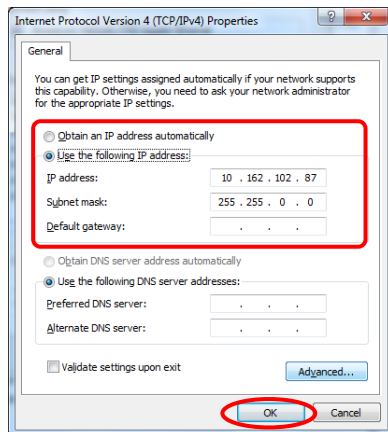 Internet Protocol Version 4 (TCP/IPv4) Properties
General
You can get IP settings assigned automatically if your network supports
this capability. Otherwise, you need to ask your network administrator
for the appropriate IP settings.
Obtain an IP address automatically
Use the following IP address:
IP address: 10 . 162 . 102 . 87
Subnet mask: 255 . 255 . 0 . 0
Default gateway: . . .
Obtain DNS server address automatically
Use the following DNS server addresses:
Preferred DNS server: . . .
Alternate DNS server: . . .
Validate settings upon exit
Advanced...
OK Cancel